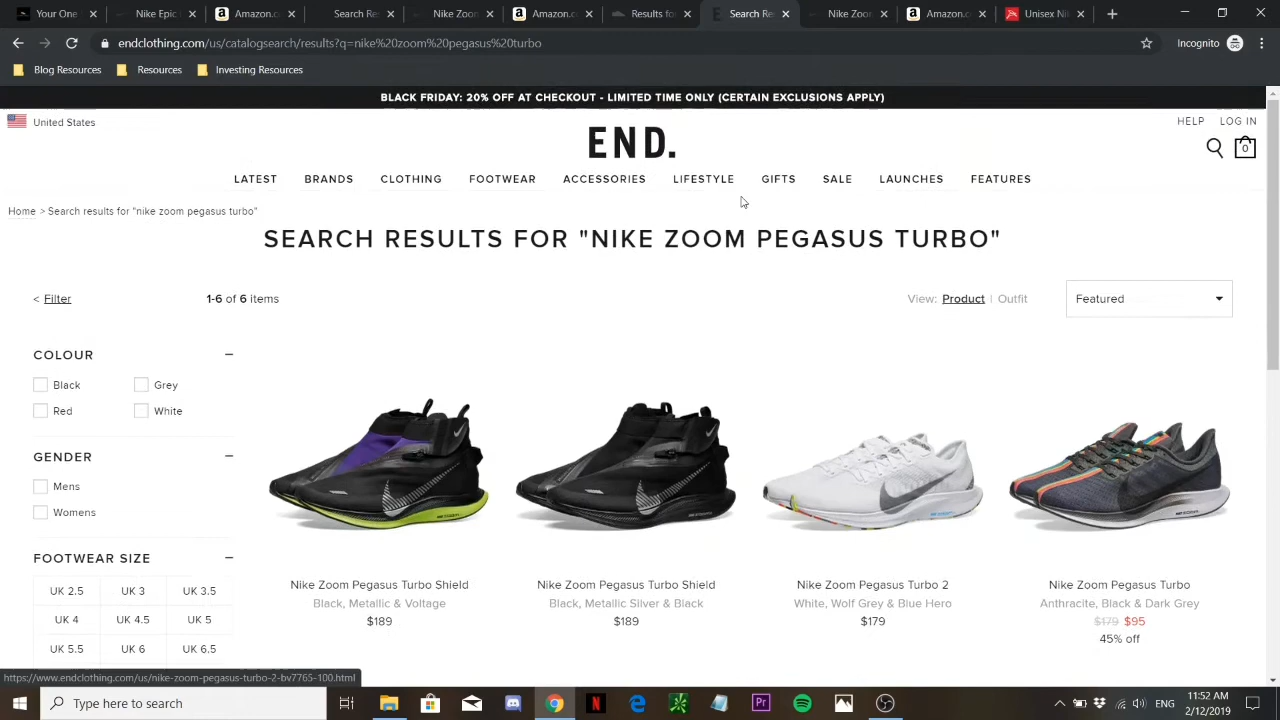 Your One
Nike Epic
Amazon.c
Search Re
Nike Zoon
Amazon.c
Results fo
Search Re
Nike Zoon
Amazon.c
Unisex Ni
endclothing.com/us/catalogsearch/results?q=nike%20zoom%20pegasus%20turbo
Incognito
Blog Resources
Resources
Investing Resources
BLACK FRIDAY: 20% OFF AT CHECKOUT - LIMITED TIME ONLY (CERTAIN EXCLUSIONS APPLY)
United States
HELP LOG IN
END.
0
LATEST BRANDS CLOTHING FOOTWEAR ACCESSORIES LIFESTYLE GIFTS SALE LAUNCHES FEATURES
Home > Search results for "nike zoom pegasus turbo"
SEARCH RESULTS FOR "NIKE ZOOM PEGASUS TURBO"
< Filter
1-6 of 6 items
View: Product | Outfit
Featured
COLOUR
Black Grey
Red White
GENDER
Mens
Womens
FOOTWEAR SIZE
UK 2.5 UK 3 UK 3.5
UK 4 UK 4.5 UK 5
UK 5.5 UK 6 UK 6.5
Nike Zoom Pegasus Turbo Shield
Black, Metallic & Voltage
$189
Nike Zoom Pegasus Turbo Shield
Black, Metallic Silver & Black
$189
Nike Zoom Pegasus Turbo 2
White, Wolf Grey & Blue Hero
$179
Nike Zoom Pegasus Turbo
Anthracite, Black & Dark Grey
$179 $95
45% off
https://www.endclothing.com/us/nike-zoom-pegasus-turbo-2-bv7765-100.html
Type here to search
ENG
11:52 AM
2/12/2019